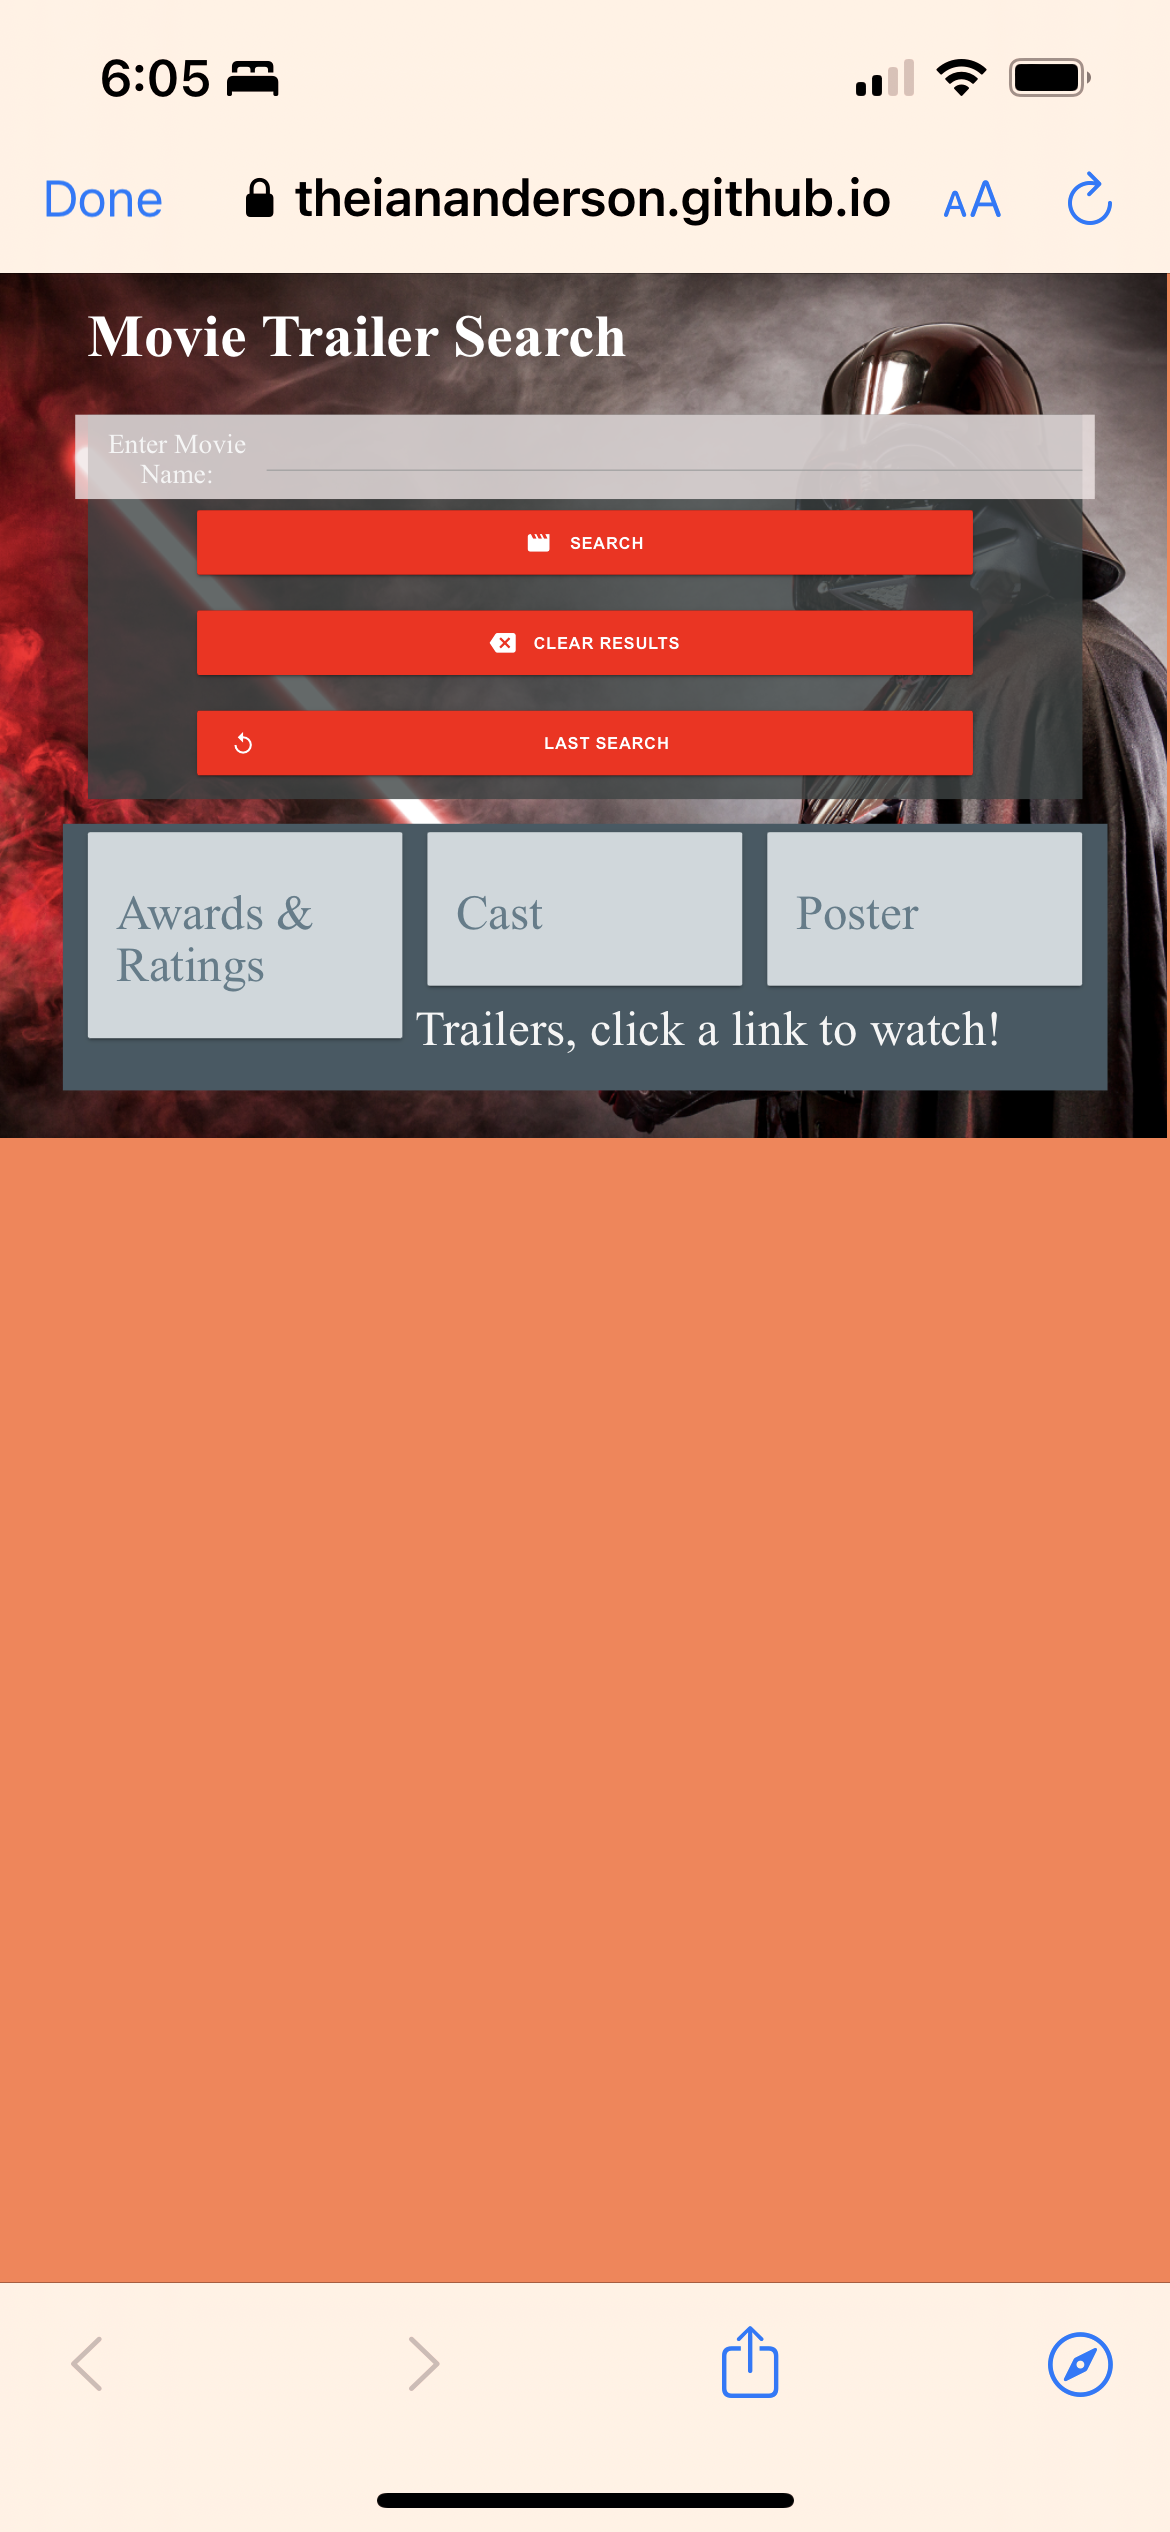 6:05
Done theiananderson.github.io AA
Movie Trailer Search
Enter Movie
Name:
SEARCH
CLEAR RESULTS
LAST SEARCH
Awards &
Ratings
Cast
Poster
Trailers, click a link to watch!